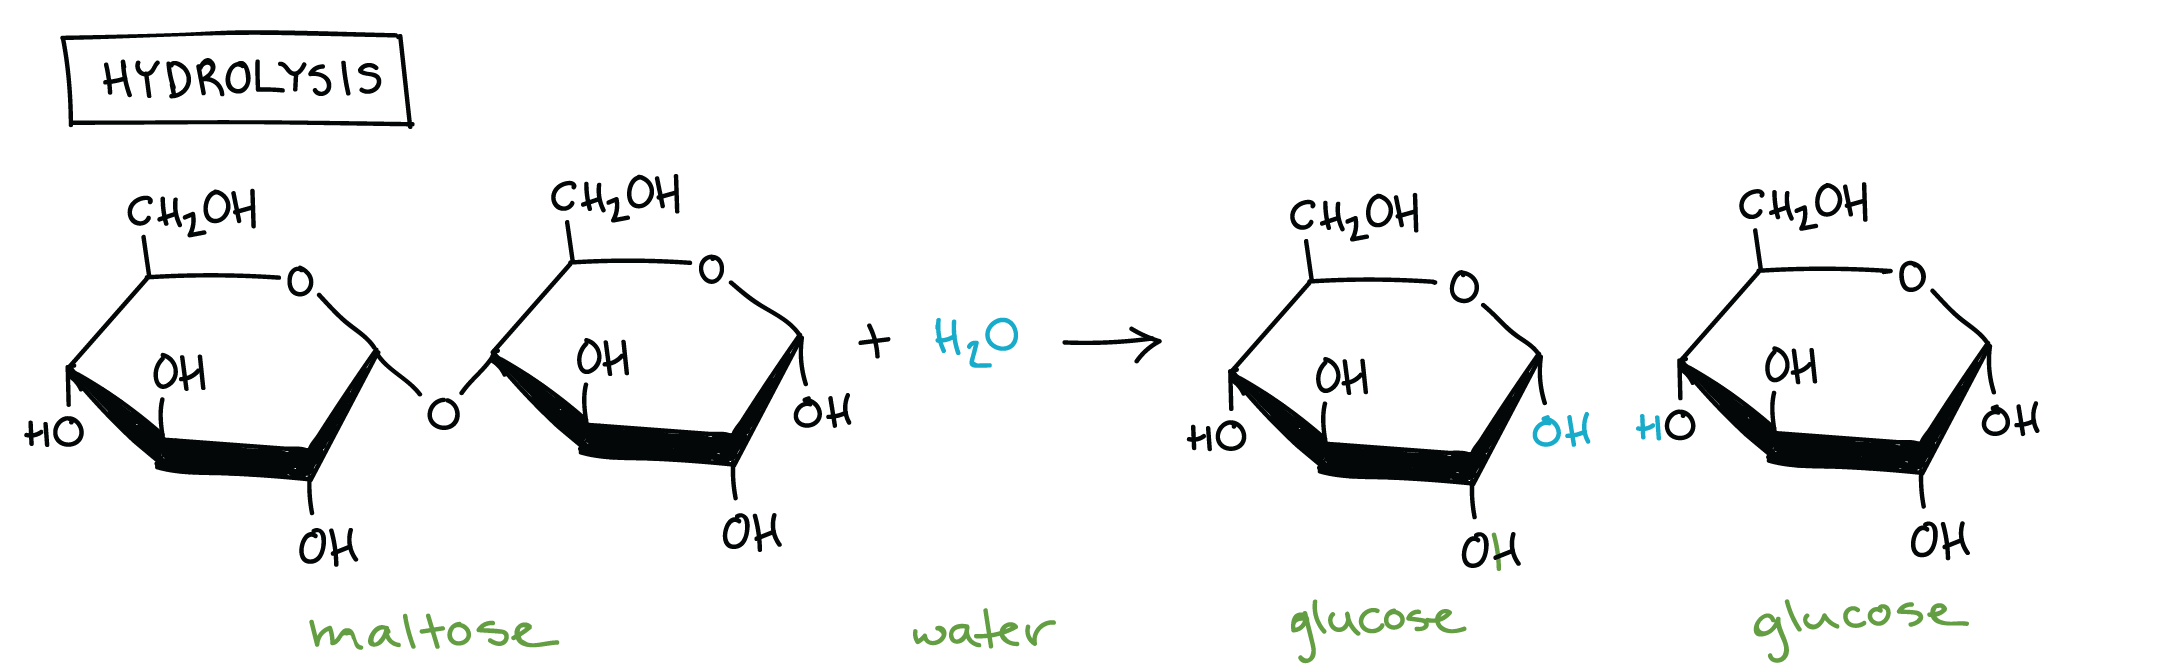 HYDROLYSIS
CH₂OH CH₂OH CH₂OH CH₂OH
O O O O
OH OH + H₂O → OH OH
HO O OH HO OH HO OH
OH OH OH OH
maltose water glucose glucose